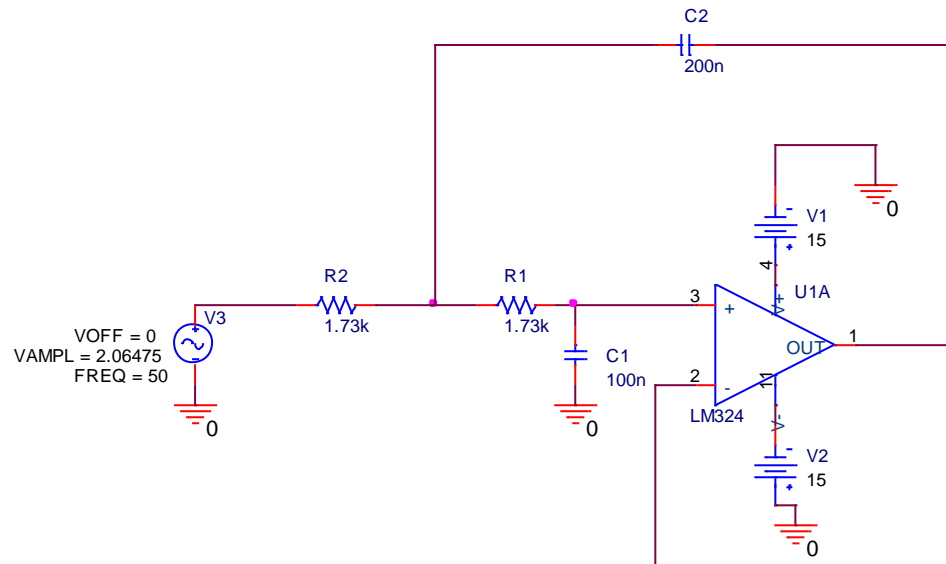 C2
200n
0
V1
-
+
15
4
U1A
V+
R2
1.73k
R1
1.73k
3
+
V3
+
-
VOFF = 0
VAMPL = 2.06475
FREQ = 50
0
C1
100n
0
2
-
LM324
OUT
1
11
V-
V2
-
+
15
0